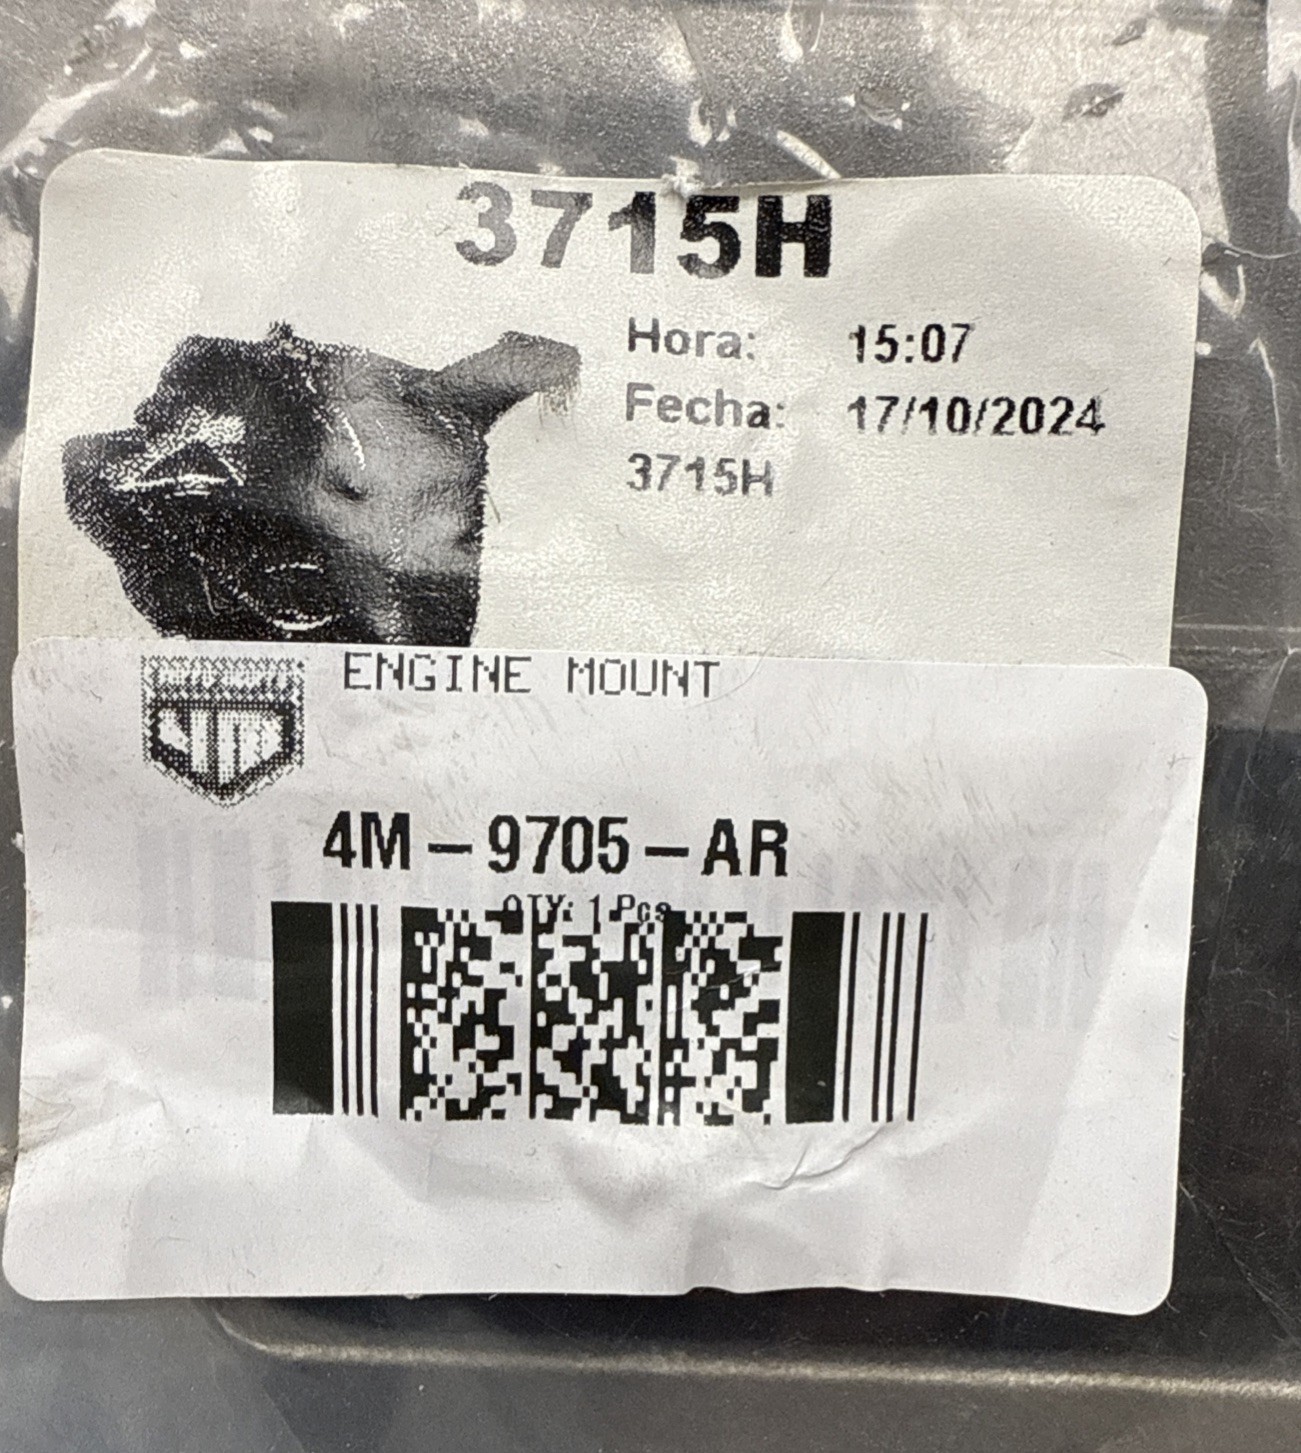 3715H
Hora: 15:07
Fecha: 17/10/2024
3715H
ENGINE MOUNT
4M-9705-AR
QTY: 1 Pcs